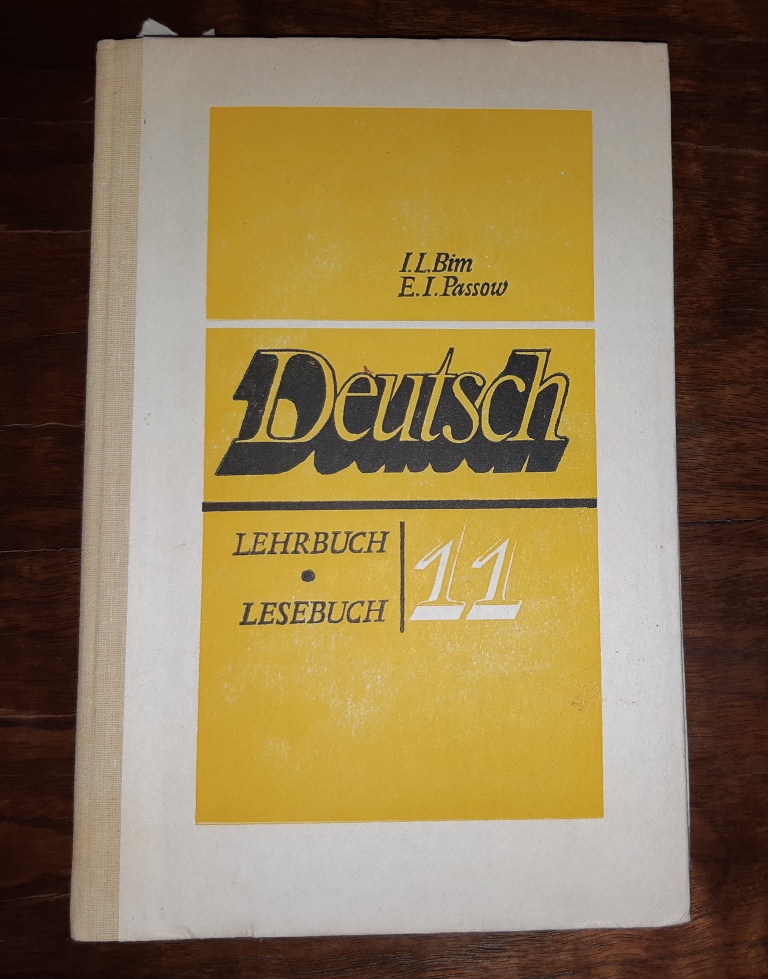 I.L.Bim
E.I.Passow
Deutsch
LEHRBUCH
•
LESEBUCH
11